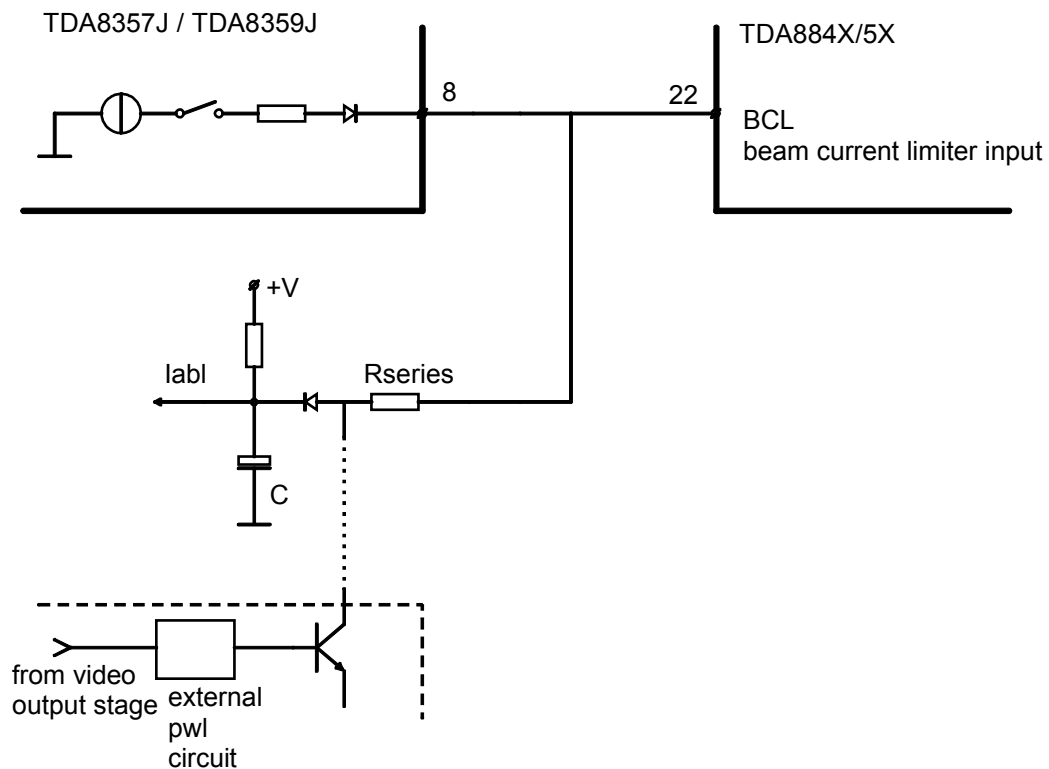 TDA8357J / TDA8359J
TDA884X/5X
8
22
BCL
beam current limiter input
+V
Iabl
Rseries
C
from video
output stage
external
pwl
circuit